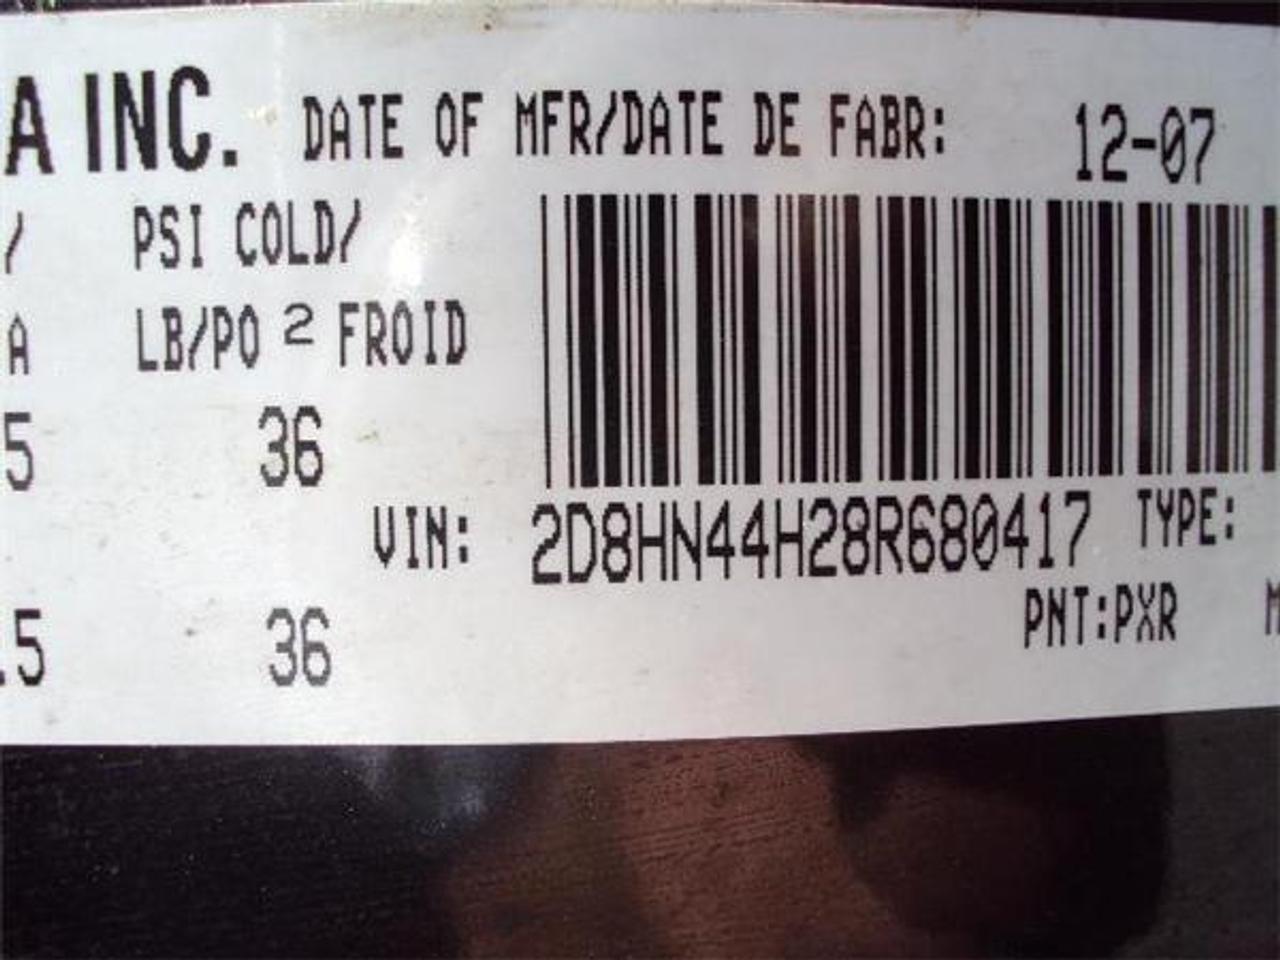 A INC. DATE OF MFR/DATE DE FABR: 12-07
/ PSI COLD/
A LB/PO 2 FROID
5 36
VIN: 2D8HN44H28R680417 TYPE:
PNT:PXR M
.5 36